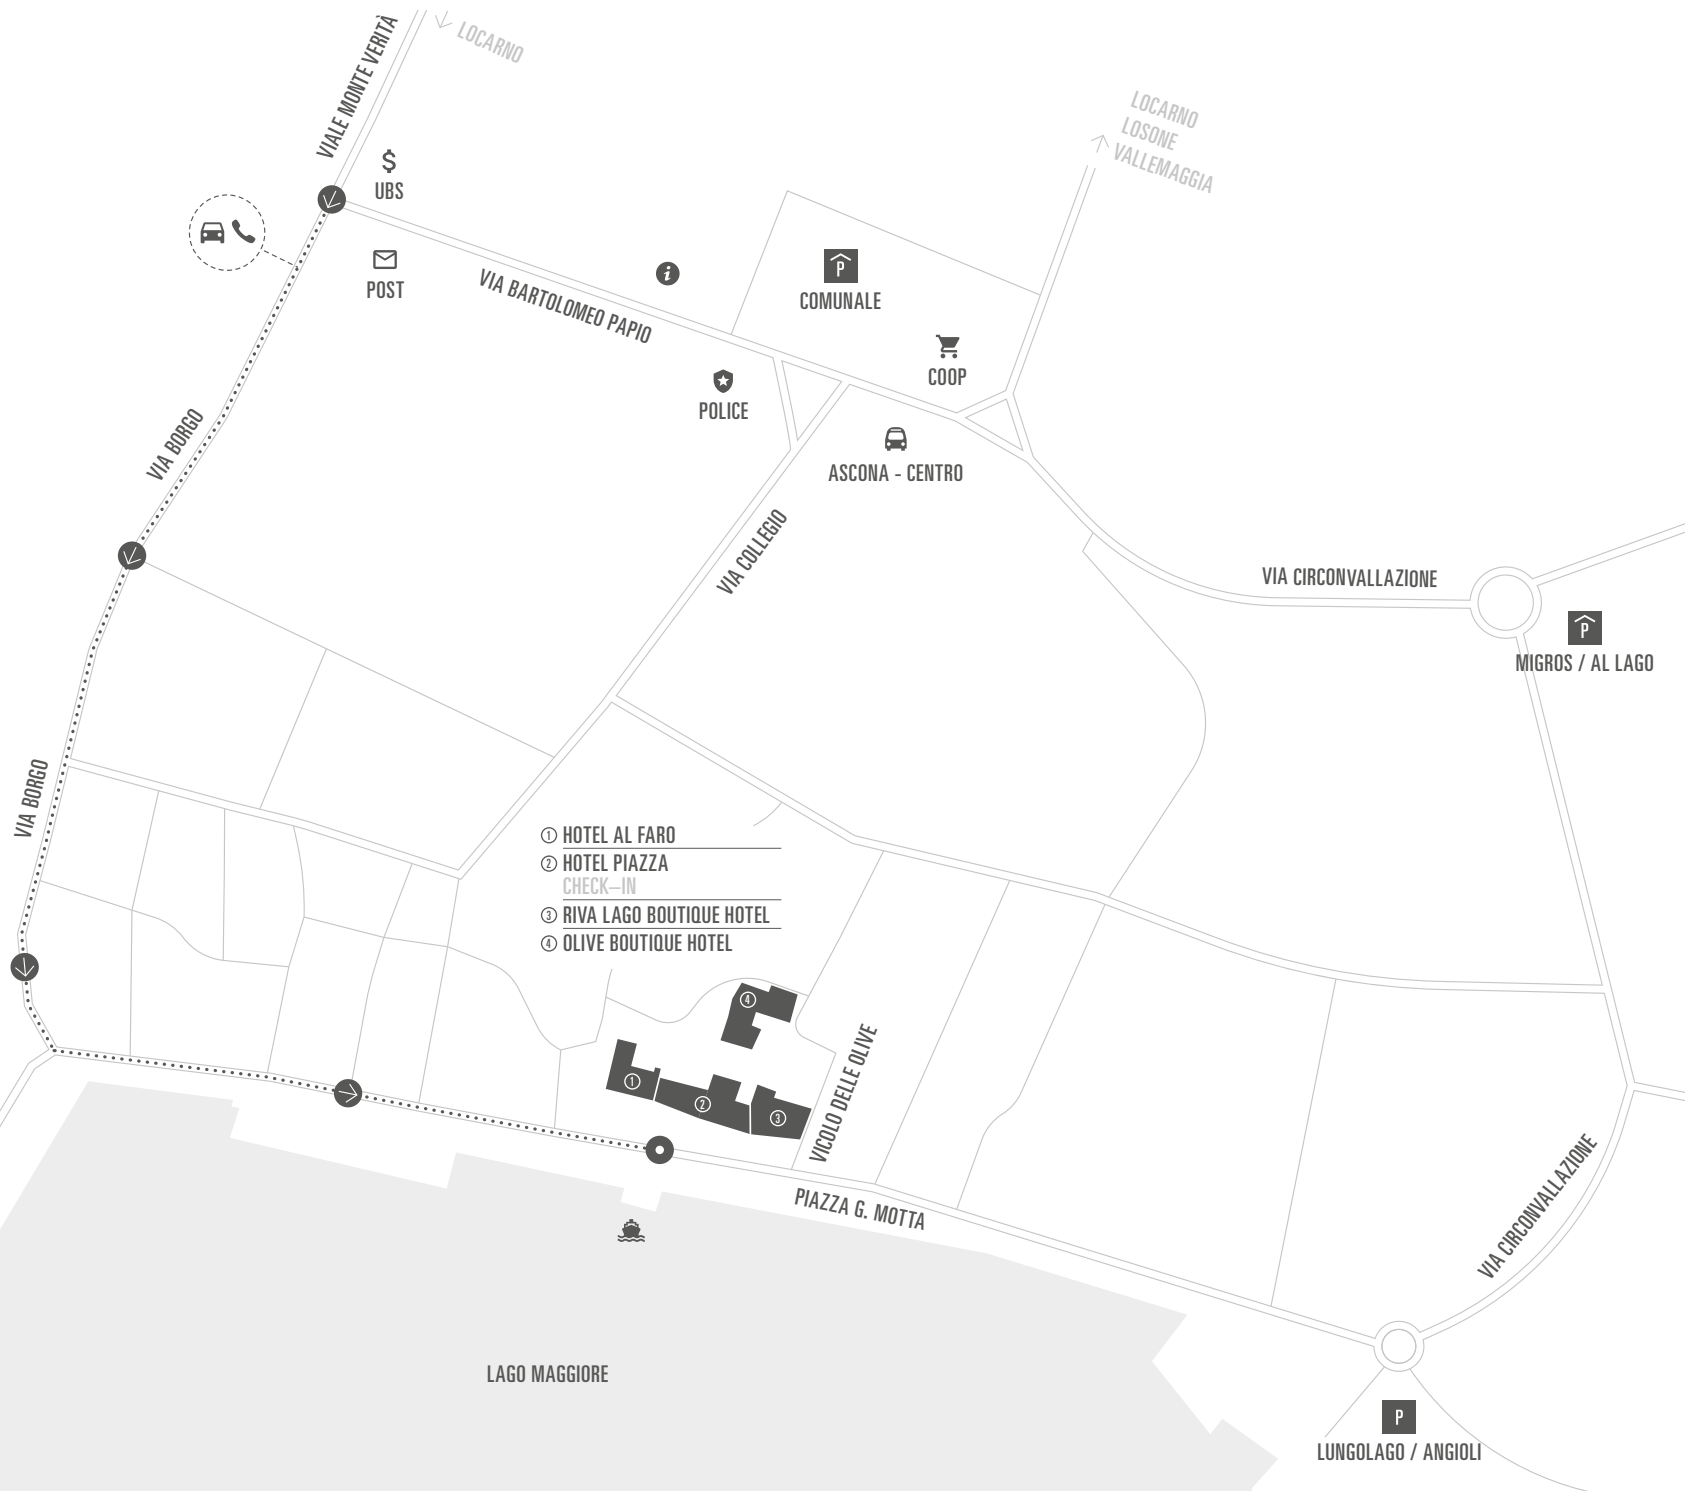 VIALE MONTE VERITÀ
LOCARNO
LOCARNO
LOSONE
VALLEMAGGIA
$
UBS
POST
VIA BARTOLOMEO PAPIO
i
P
COMUNALE
COOP
POLICE
ASCONA - CENTRO
VIA BORGO
VIA COLLEGIO
VIA CIRCONVALLAZIONE
P
MIGROS / AL LAGO
VIA BORGO
1 HOTEL AL FARO
2 HOTEL PIAZZA
CHECK–IN
3 RIVA LAGO BOUTIQUE HOTEL
4 OLIVE BOUTIQUE HOTEL
4
1
2
3
VICOLO DELLE OLIVE
PIAZZA G. MOTTA
VIA CIRCONVALLAZIONE
LAGO MAGGIORE
P
LUNGOLAGO / ANGIOLI